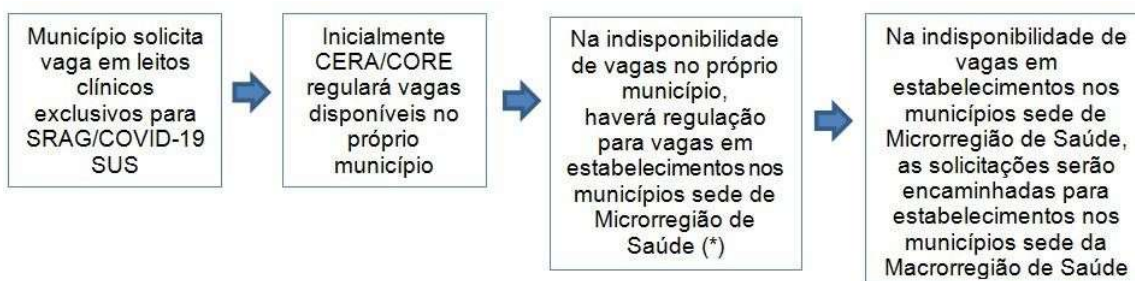 Município solicita
vaga em leitos
clínicos
exclusivos para
SRAG/COVID-19
SUS
Inicialmente
CERA/CORE
regulará vagas
disponíveis no
próprio
município
Na indisponibilidade
de vagas no próprio
município,
haverá regulação
para vagas em
estabelecimentos nos
municípios sede de
Microrregião de
Saúde (*)
Na indisponibilidade de
vagas em
estabelecimentos nos
municípios sede de
Microrregião de Saúde,
as solicitações serão
encaminhadas para
estabelecimentos nos
municípios sede da
Macrorregião de Saúde